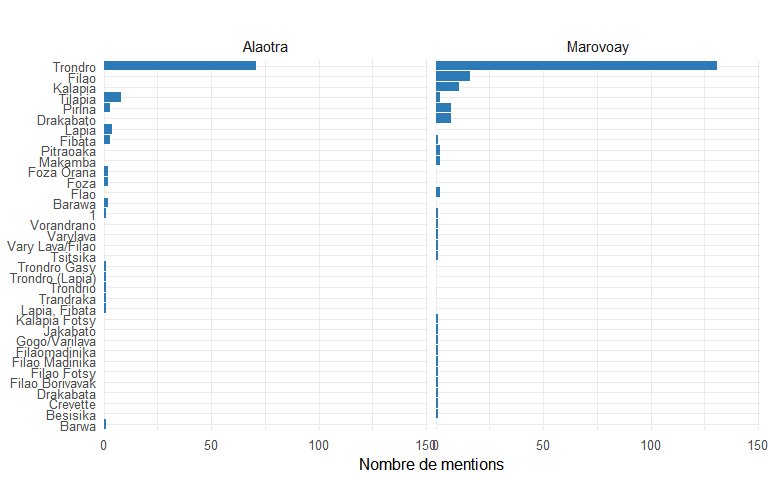 Alaotra
Marovoay
Trondro
Filao
Kalapia
Tilapia
Pirina
Drakabato
Lapia
Fibata
Pitraoaka
Makamba
Foza Orana
Foza
Flao
Barawa
1
Vorandrano
Varylava
Vary Lava/Filao
Tsitsika
Trondro Gasy
Trondro (Lapia)
Trondrio
Trandraka
Lapia, Fibata
Kalapia Fotsy
Jakabato
Gogo/Varilava
Filaomadinika
Filao Madinika
Filao Fotsy
Filao Borivavak
Drakabata
Crevette
Besisika
Barwa
0
50
100
150
0
50
100
150
Nombre de mentions